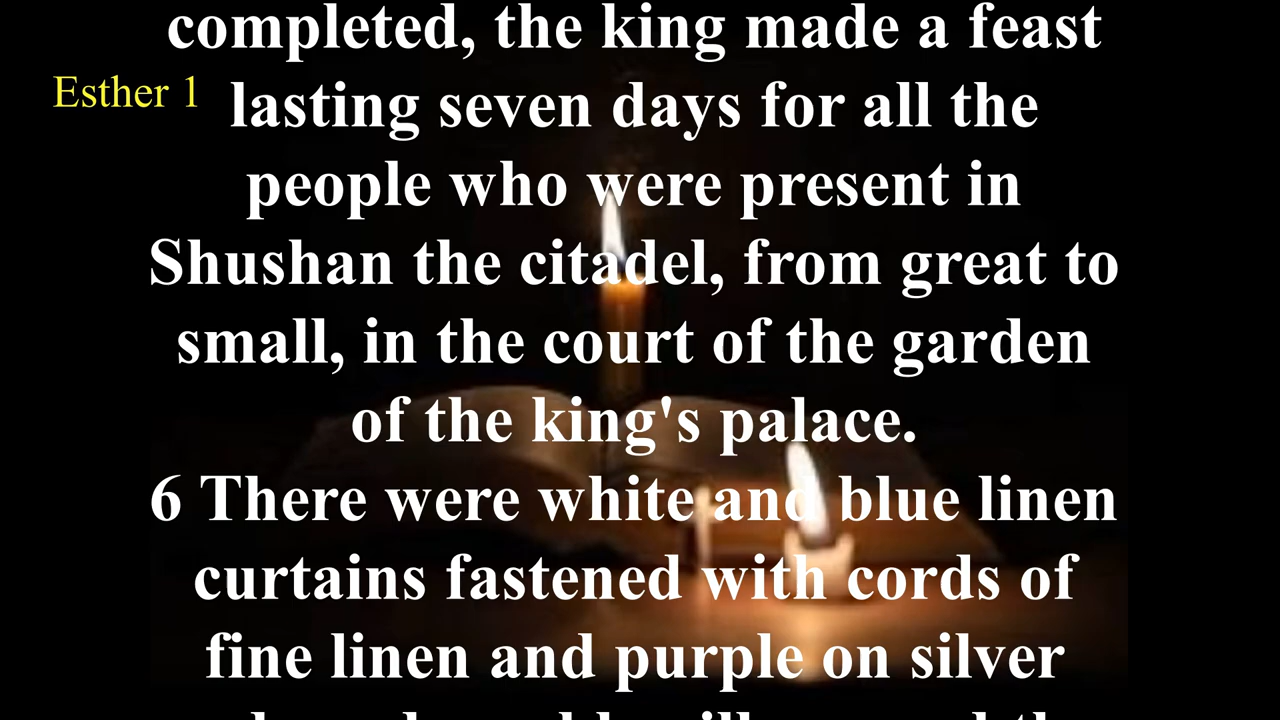 completed, the king made a feast
Esther 1
lasting seven days for all the
people who were present in
Shushan the citadel, from great to
small, in the court of the garden
of the king's palace.
6 There were white and blue linen
curtains fastened with cords of
fine linen and purple on silver